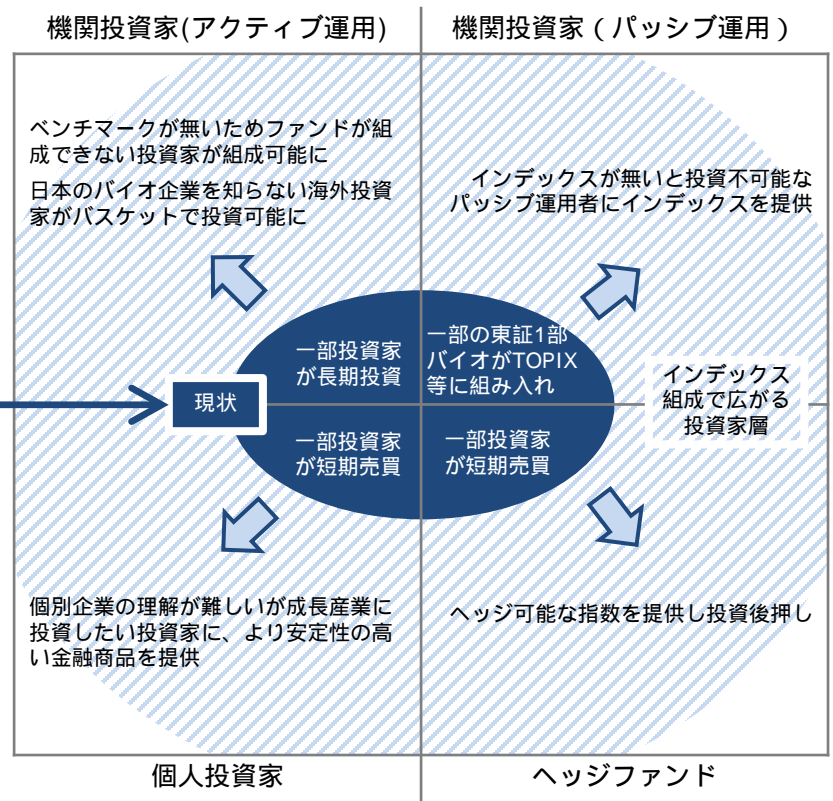 機関投資家(アクティブ運用)
機関投資家（パッシブ運用）
ベンチマークが無いためファンドが組
成できない投資家が組成可能に
日本のバイオ企業を知らない海外投資
家がバスケットで投資可能に
インデックスが無いと投資不可能な
パッシブ運用者にインデックスを提供
一部投資家
が長期投資
一部の東証1部
バイオがTOPIX
等に組み入れ
現状
インデックス
組成で広がる
投資家層
一部投資家
が短期売買
一部投資家
が短期売買
個別企業の理解が難しいが成長産業に
投資したい投資家に、より安定性の高
い金融商品を提供
ヘッジ可能な指数を提供し投資後押し
個人投資家
ヘッジファンド